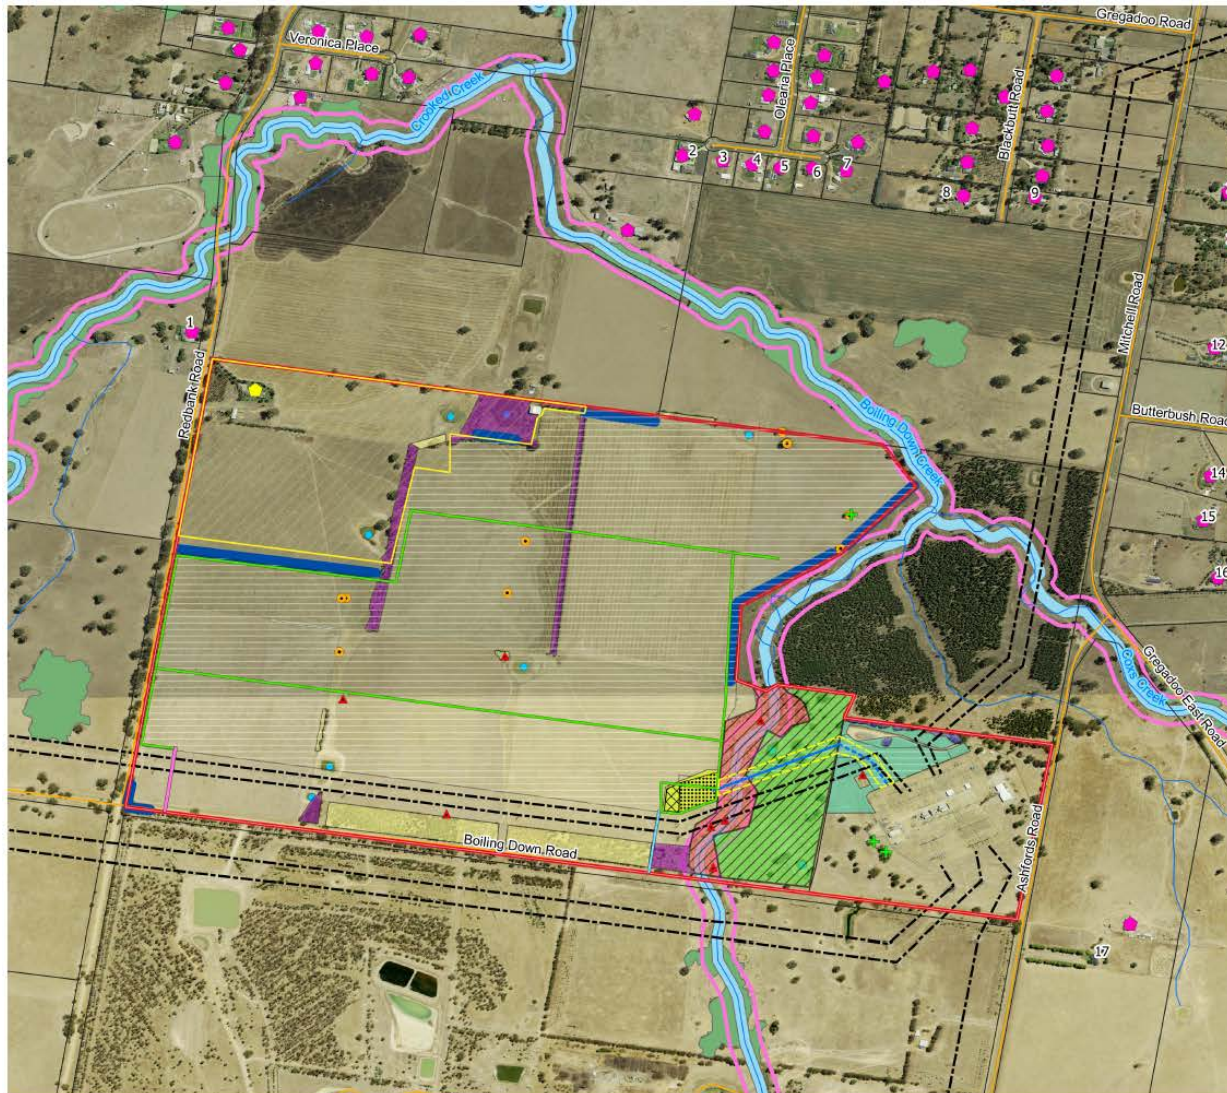 Gregadoo Road
Veronica Place
Olearia Place
Crooked Creek
Blackbutt Road
2
3
4
5
6
7
8
9
Mitchell Road
1
12
Redbank Road
Boiling Down Creek
Butterbush Road
14
15
16
Gregadoo East Road
Coxs Creek
Boiling Down Road
Ashfords Road
17